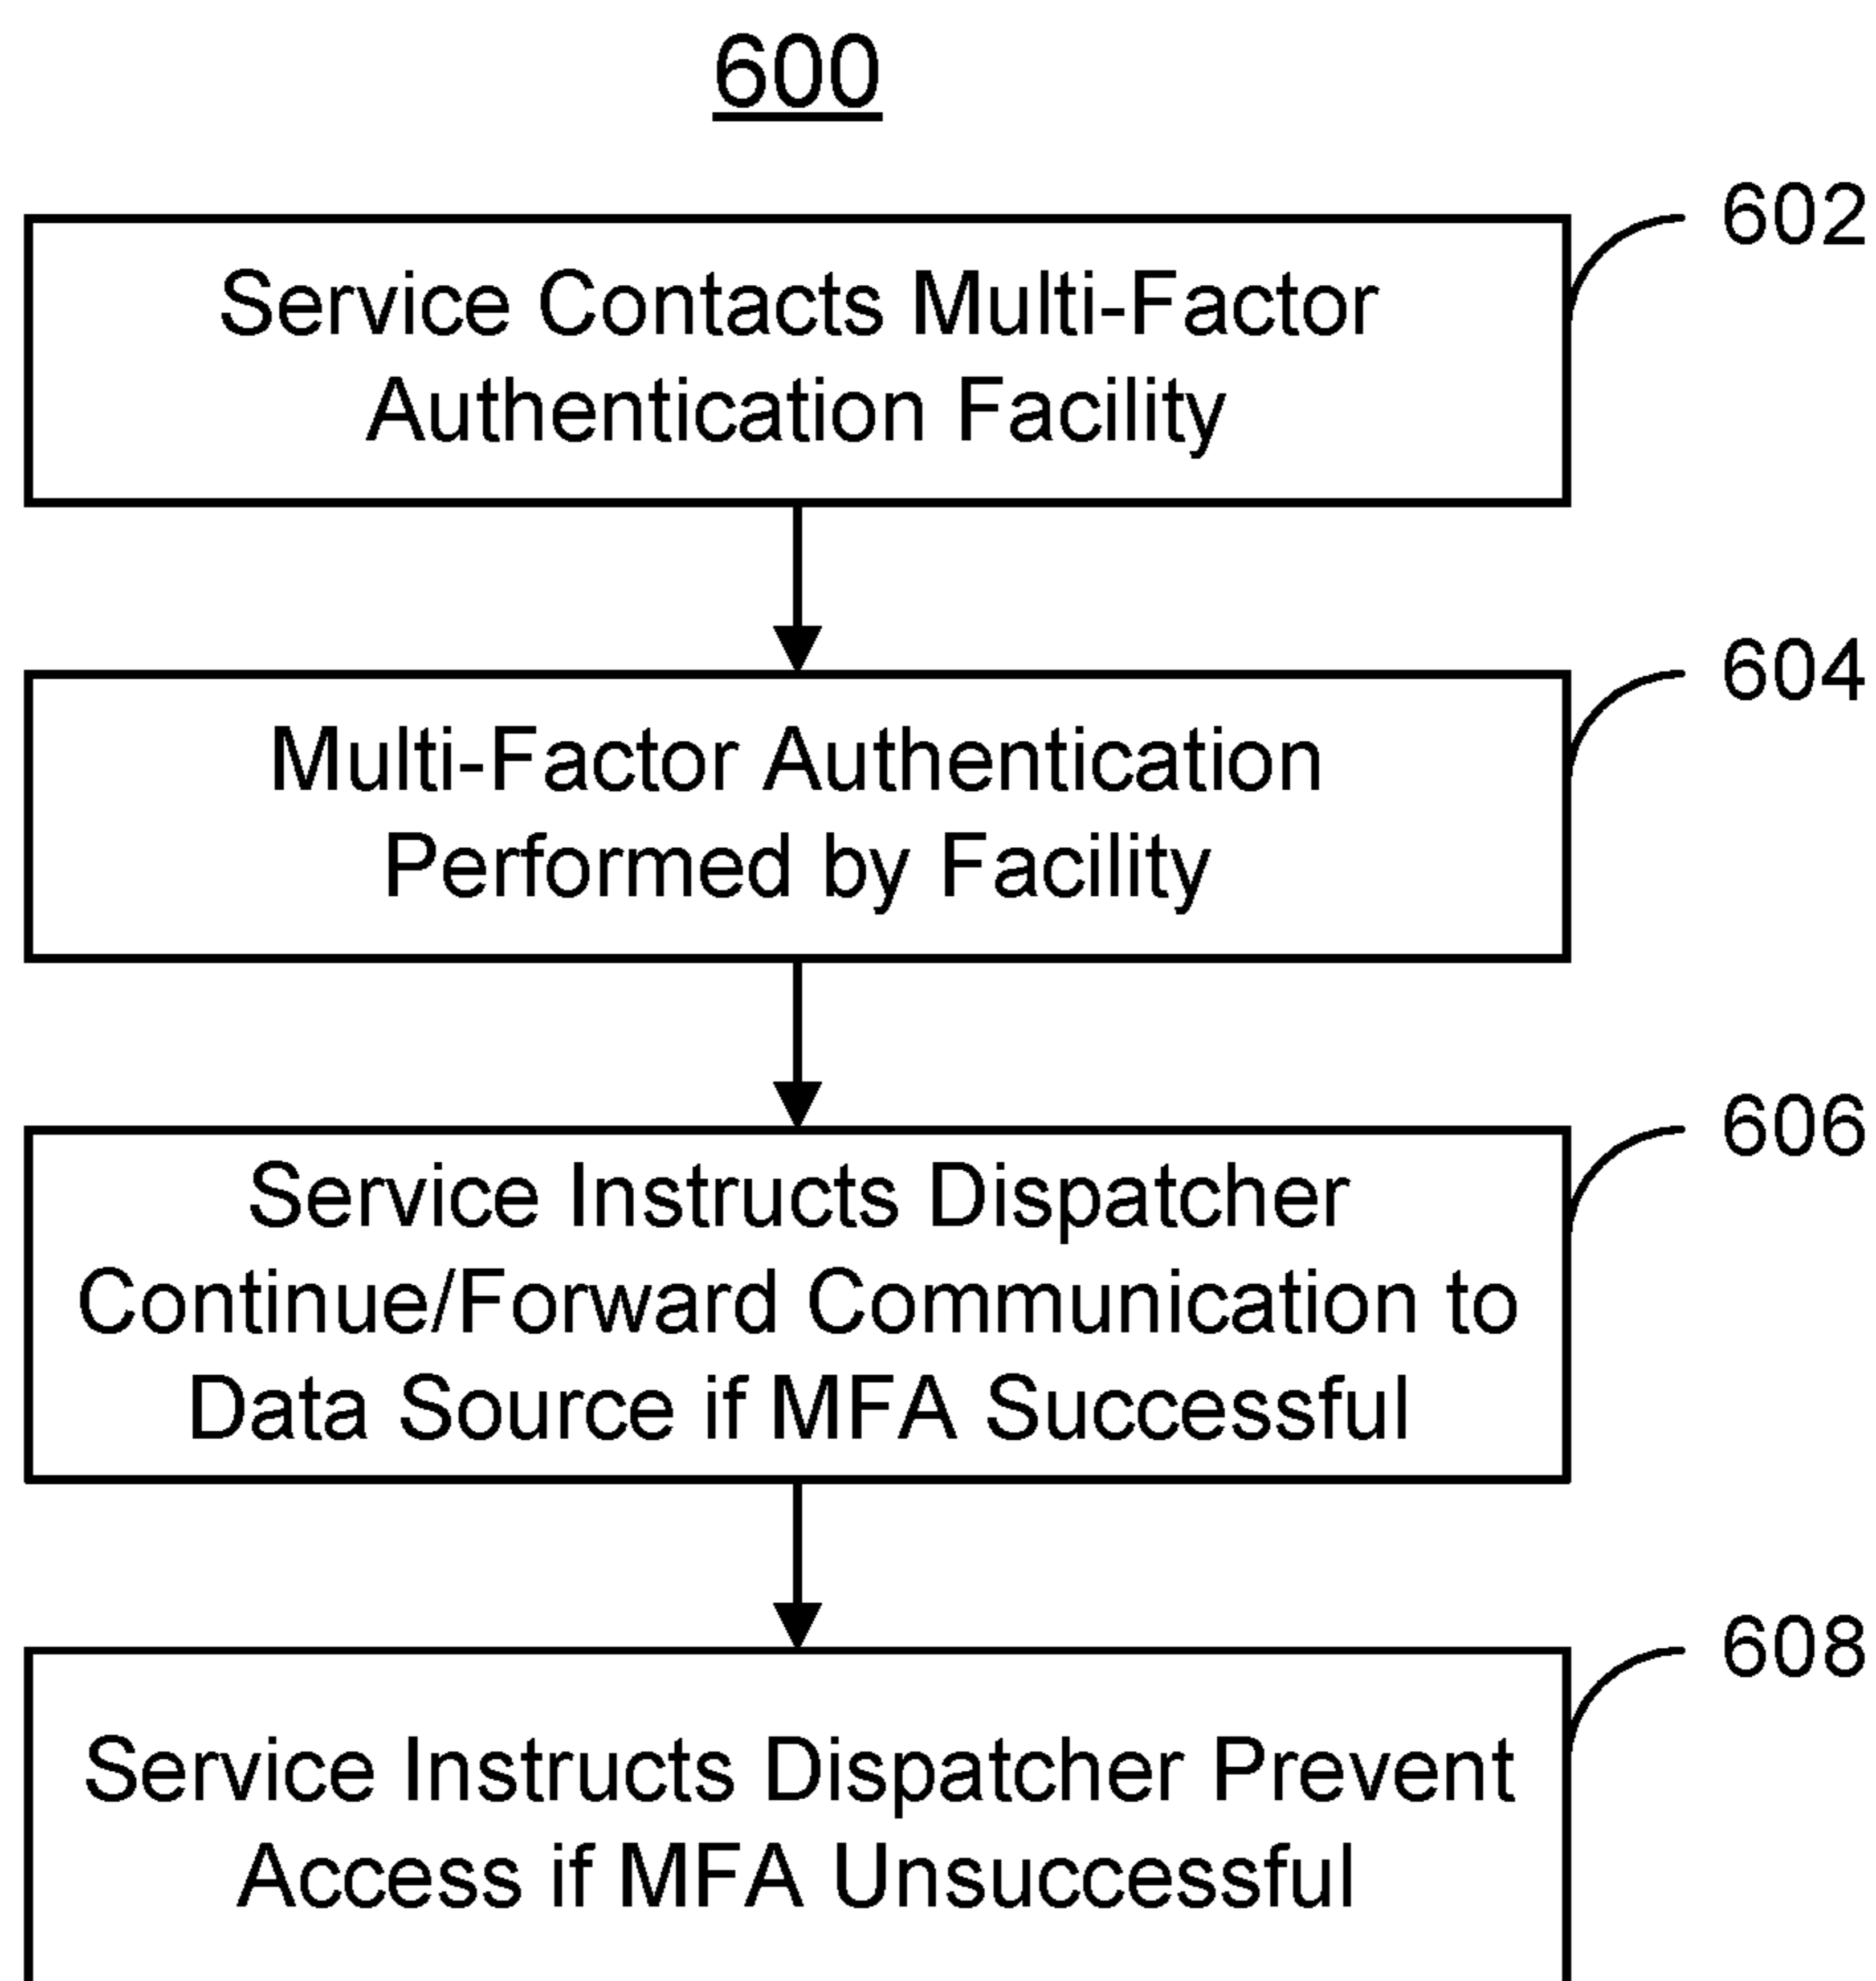 600
602
Service Contacts Multi-Factor
Authentication Facility
604
Multi-Factor Authentication
Performed by Facility
606
Service Instructs Dispatcher
Continue/Forward Communication to
Data Source if MFA Successful
608
Service Instructs Dispatcher Prevent
Access if MFA Unsuccessful